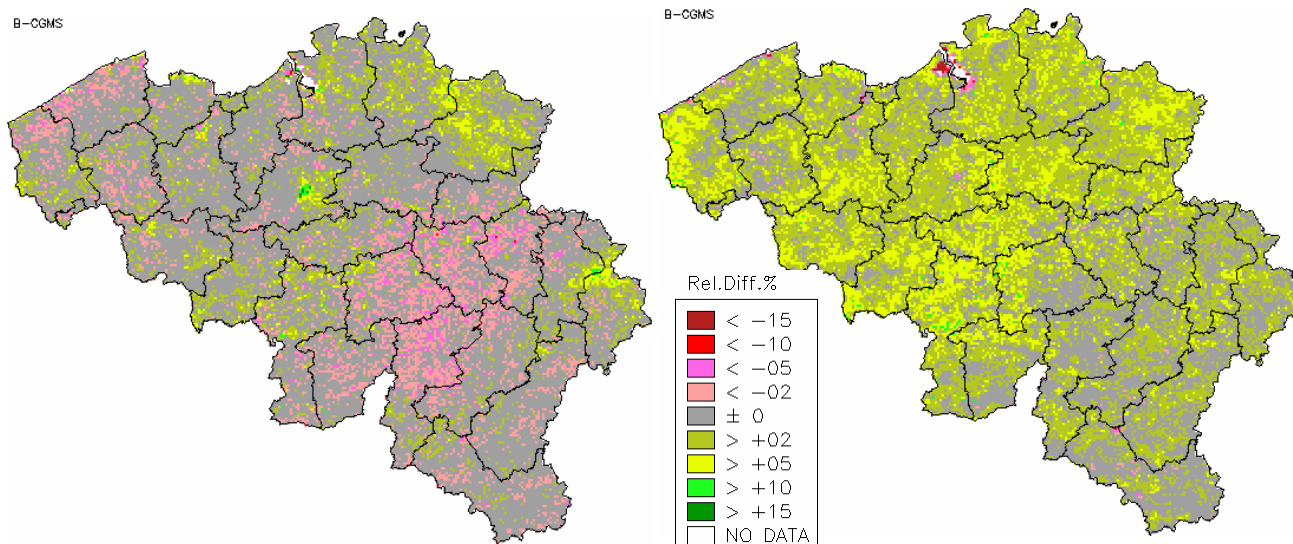 B-CGMS
B-CGMS
Rel.Diff.%
< -15
< -10
< -05
< -02
± 0
> +02
> +05
> +10
> +15
NO DATA